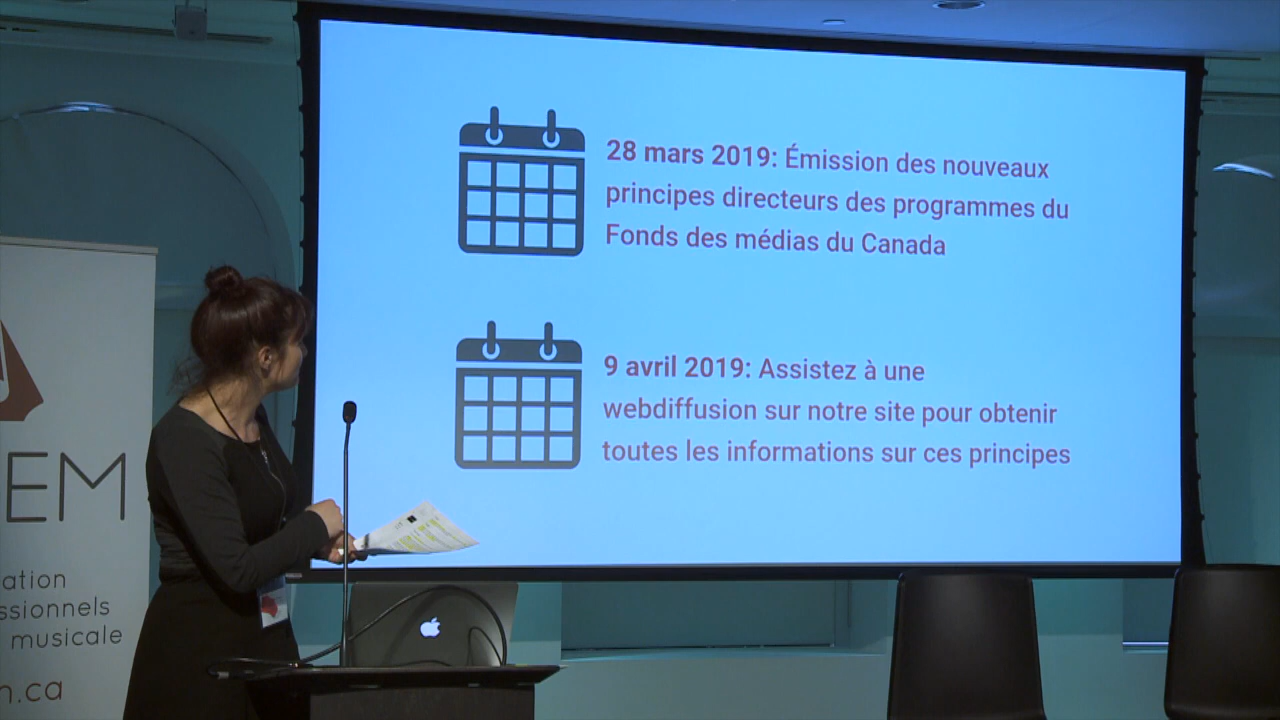 28 mars 2019: Émission des nouveaux
principes directeurs des programmes du
Fonds des médias du Canada
9 avril 2019: Assistez à une
webdiffusion sur notre site pour obtenir
toutes les informations sur ces principes
EM
ation
ssionnels
musicale
n.ca